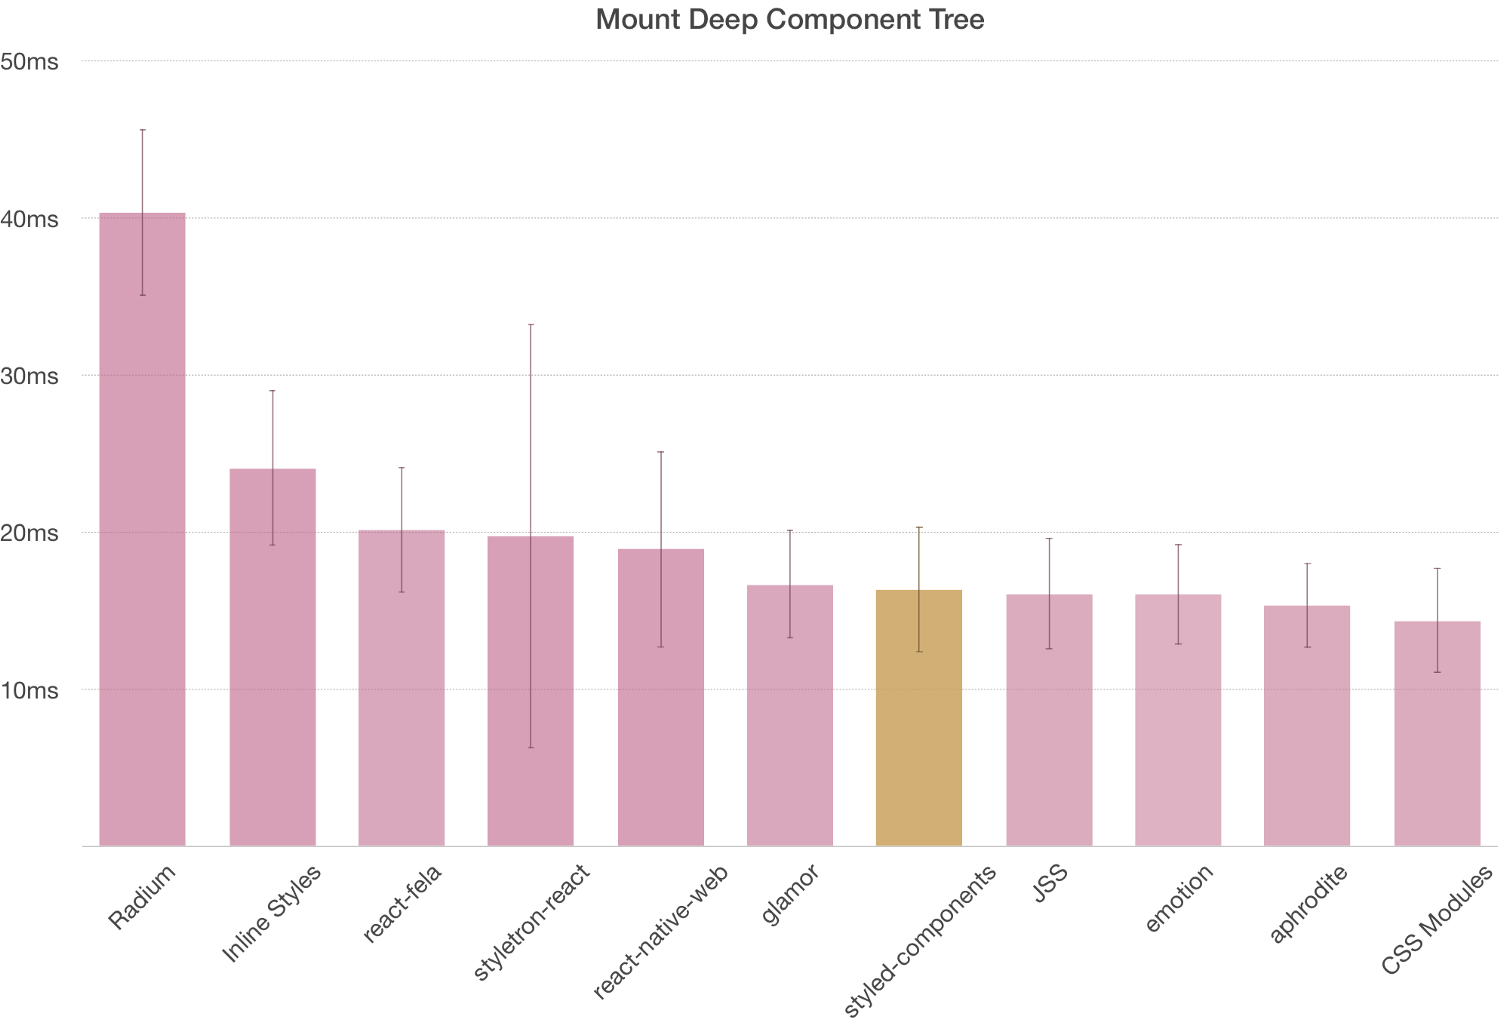 Mount Deep Component Tree
50ms
40ms
30ms
20ms
10ms
Radium
Inline Styles
react-fela
styletron-react
react-native-web
glamor
styled-components
JSS
emotion
aphrodite
CSS Modules